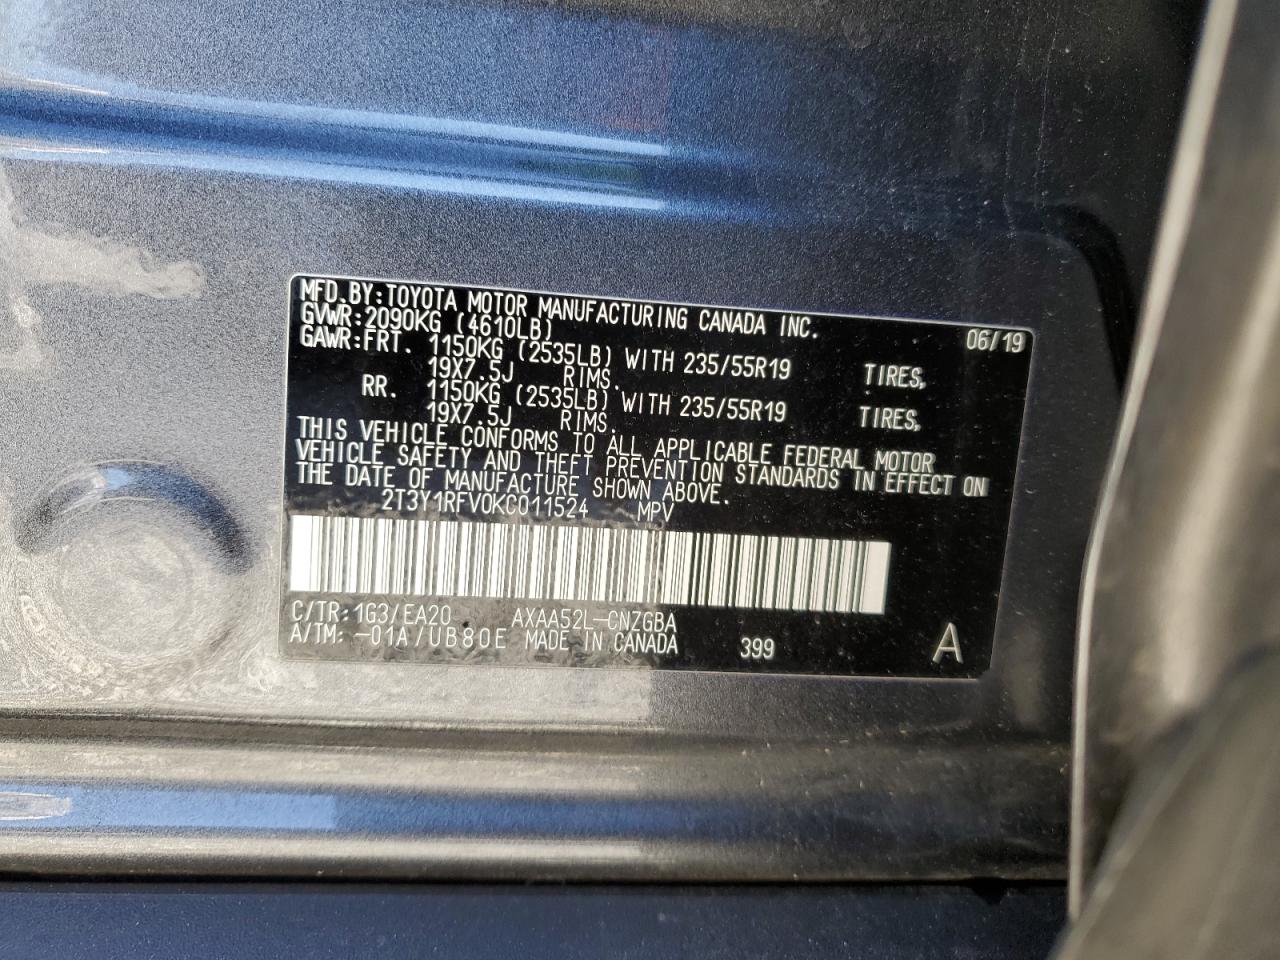 MFD.BY:TOYOTA MOTOR MANUFACTURING CANADA INC.
GVWR:2090KG (4610LB) 06/19
GAWR:FRT. 1150KG (2535LB) WITH 235/55R19 TIRES,
19X7.5J RIMS.
RR. 1150KG (2535LB) WITH 235/55R19 TIRES,
19X7.5J RIMS.
THIS VEHICLE CONFORMS TO ALL APPLICABLE FEDERAL MOTOR
VEHICLE SAFETY AND THEFT PREVENTION STANDARDS IN EFFECT ON
THE DATE OF MANUFACTURE SHOWN ABOVE.
2T3Y1RFV0KC011524 MPV
C/TR:1G3/EA20 AXAA52L-CNZGBA
A/TM:-01A/UB80E MADE IN CANADA 399 A